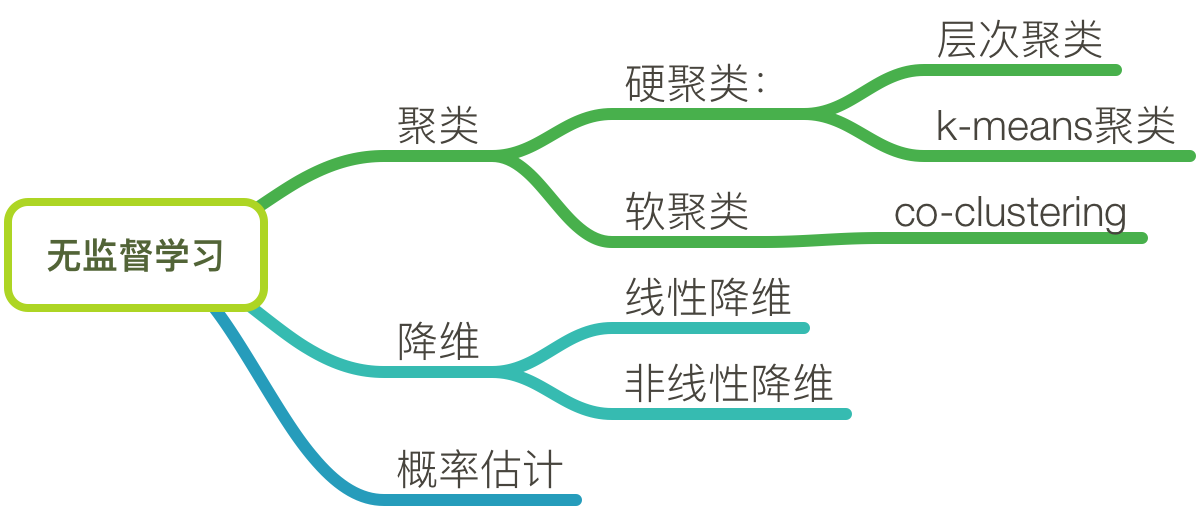 无监督学习
聚类
硬聚类：
层次聚类
k-means聚类
软聚类
co-clustering
降维
线性降维
非线性降维
概率估计